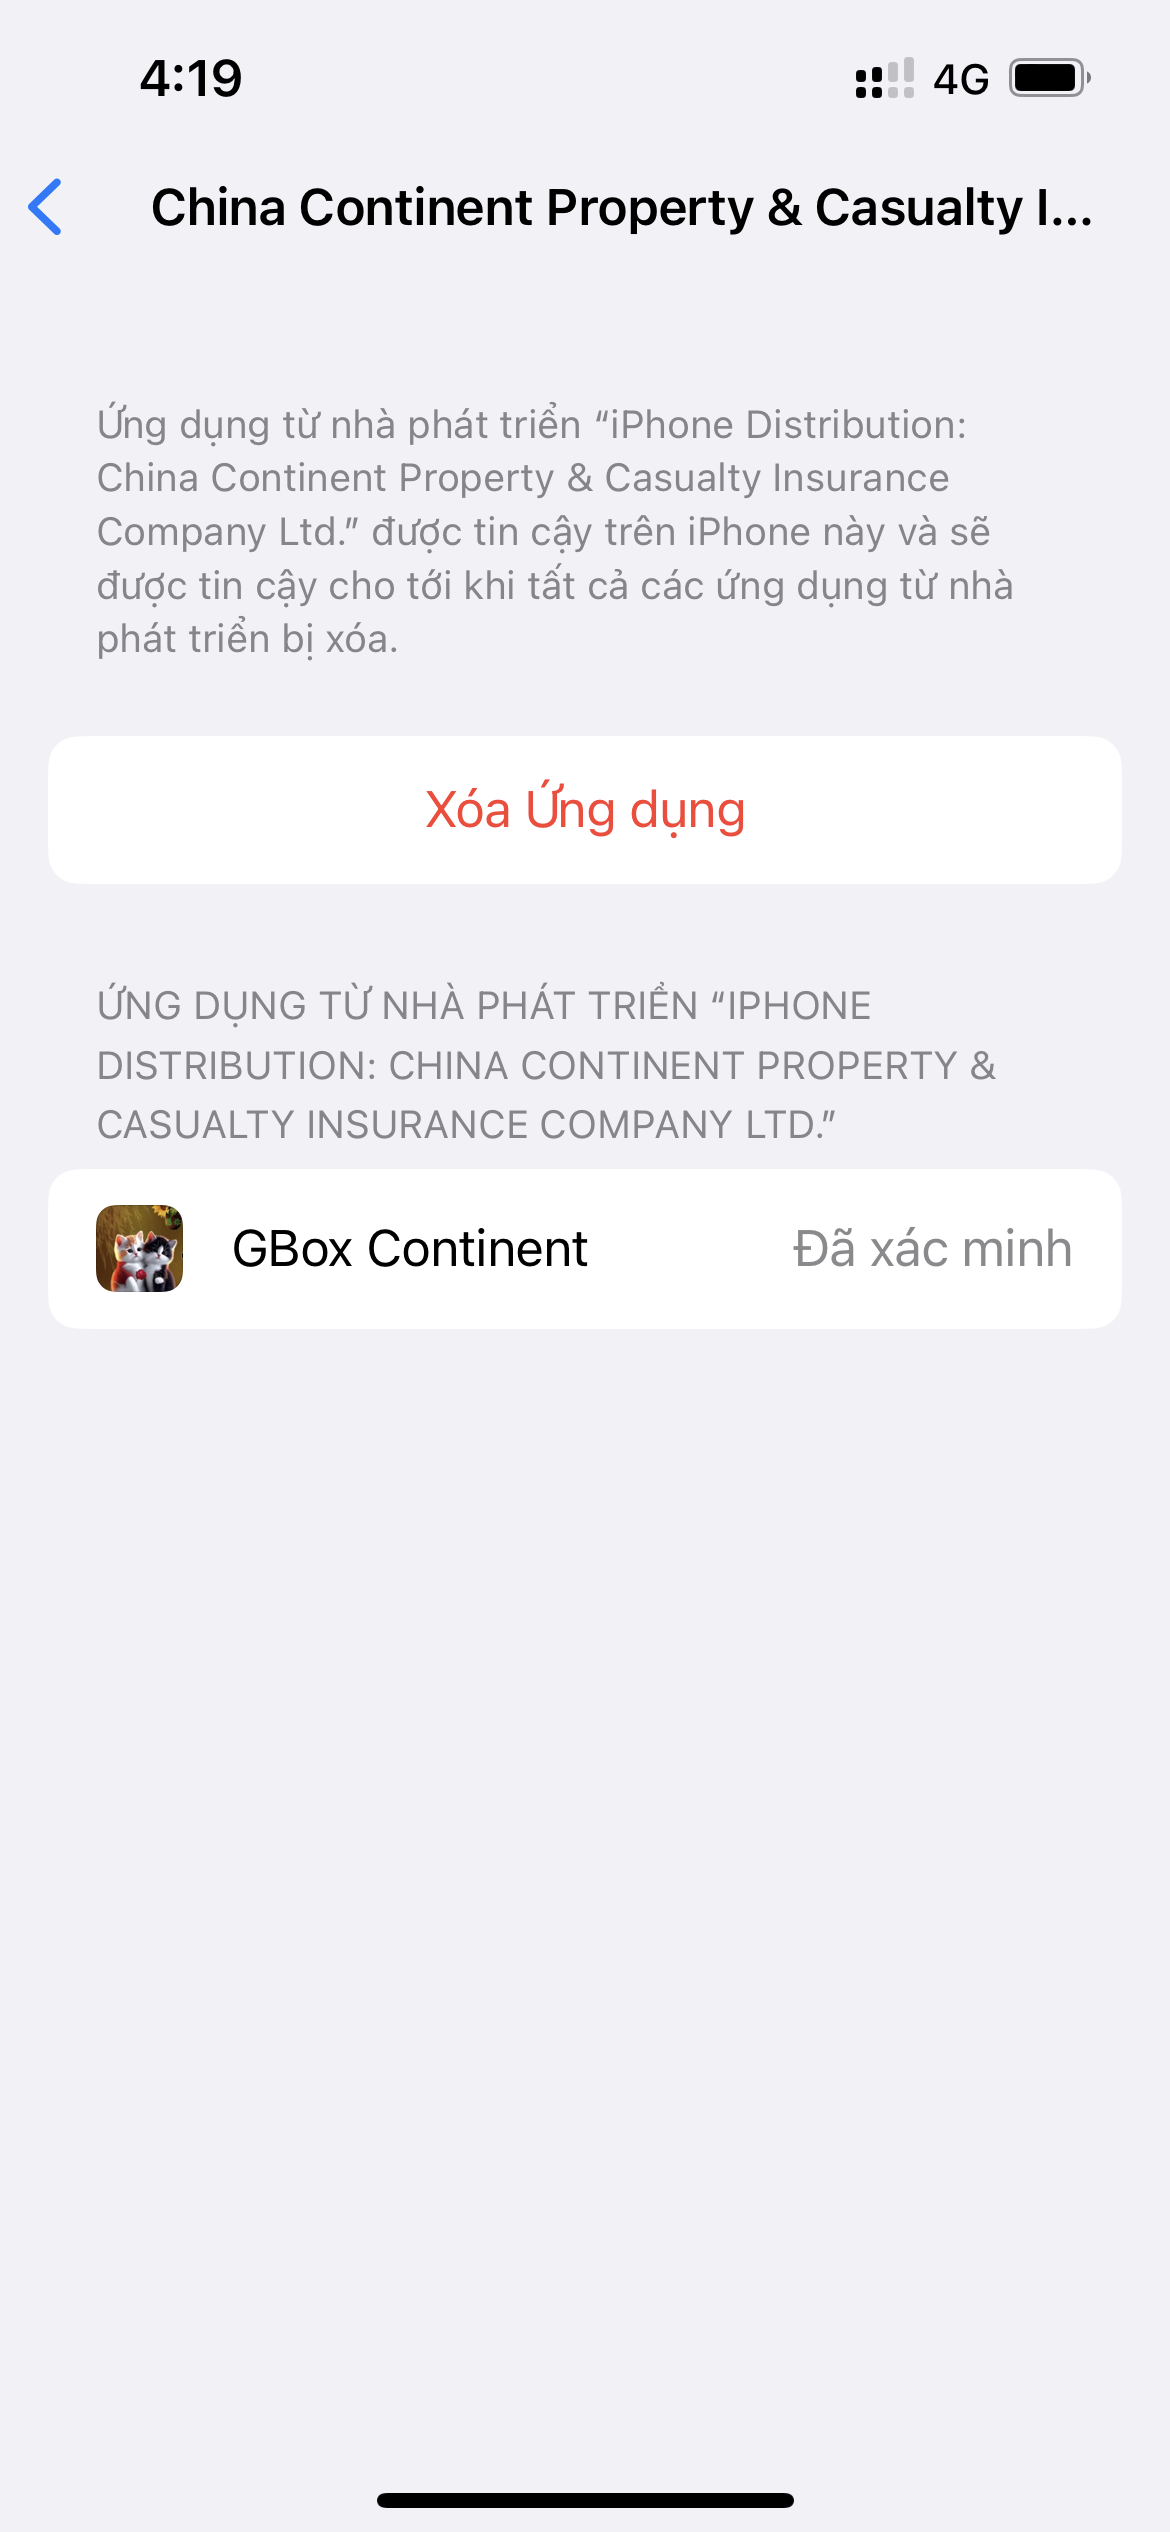 4:19
4G
China Continent Property & Casualty I...
Ứng dụng từ nhà phát triển “iPhone Distribution:
China Continent Property & Casualty Insurance
Company Ltd.” được tin cậy trên iPhone này và sẽ
được tin cậy cho tới khi tất cả các ứng dụng từ nhà
phát triển bị xóa.
Xóa Ứng dụng
ỨNG DỤNG TỪ NHÀ PHÁT TRIỂN “IPHONE
DISTRIBUTION: CHINA CONTINENT PROPERTY &
CASUALTY INSURANCE COMPANY LTD.”
GBox Continent Đã xác minh